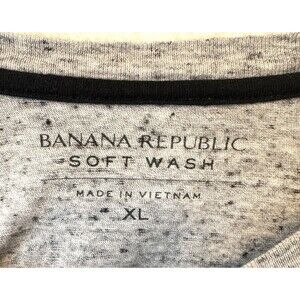 BANANA REPUBLIC
SOFT WASH
MADE IN VIETNAM
XL